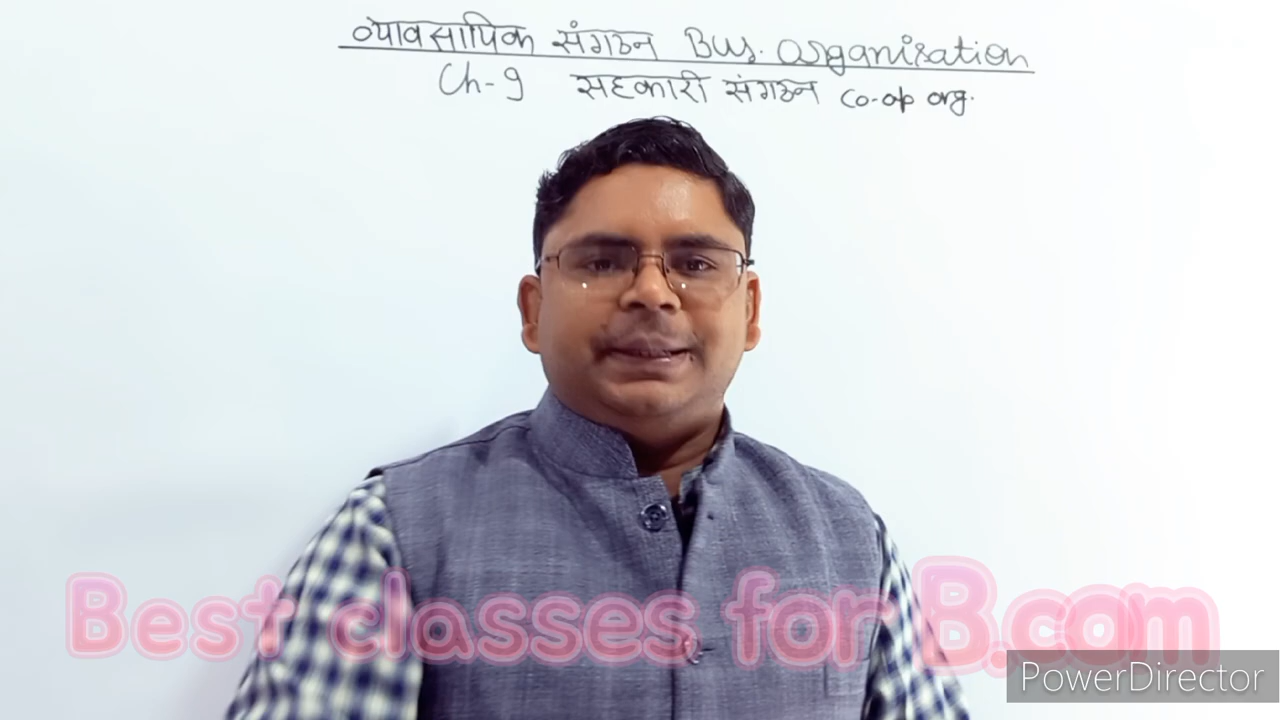 व्यावसायिक संगठन Bus. Organisation
Ch-9 सहकारी संगठन Co-op org.
Best classes for B.com
PowerDirector